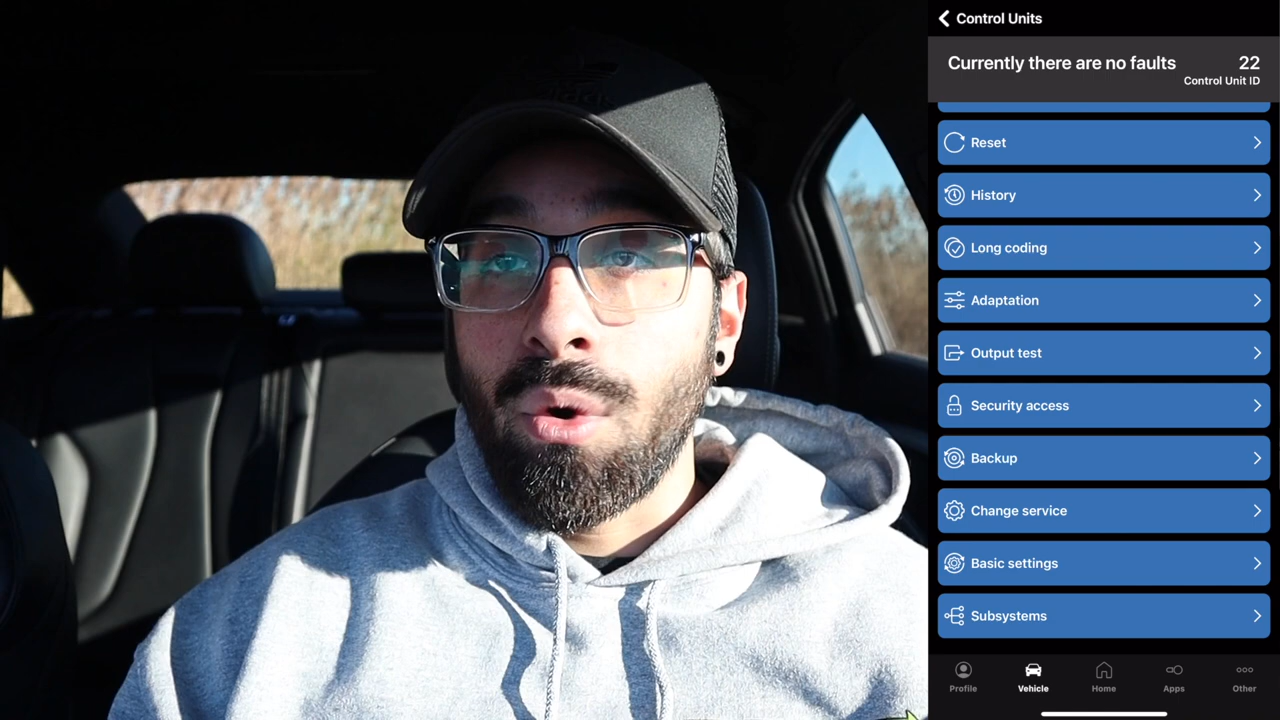 Control Units
Currently there are no faults
22
Control Unit ID
Reset
History
Long coding
Adaptation
Output test
Security access
Backup
Change service
Basic settings
Subsystems
Profile
Vehicle
Home
Apps
Other